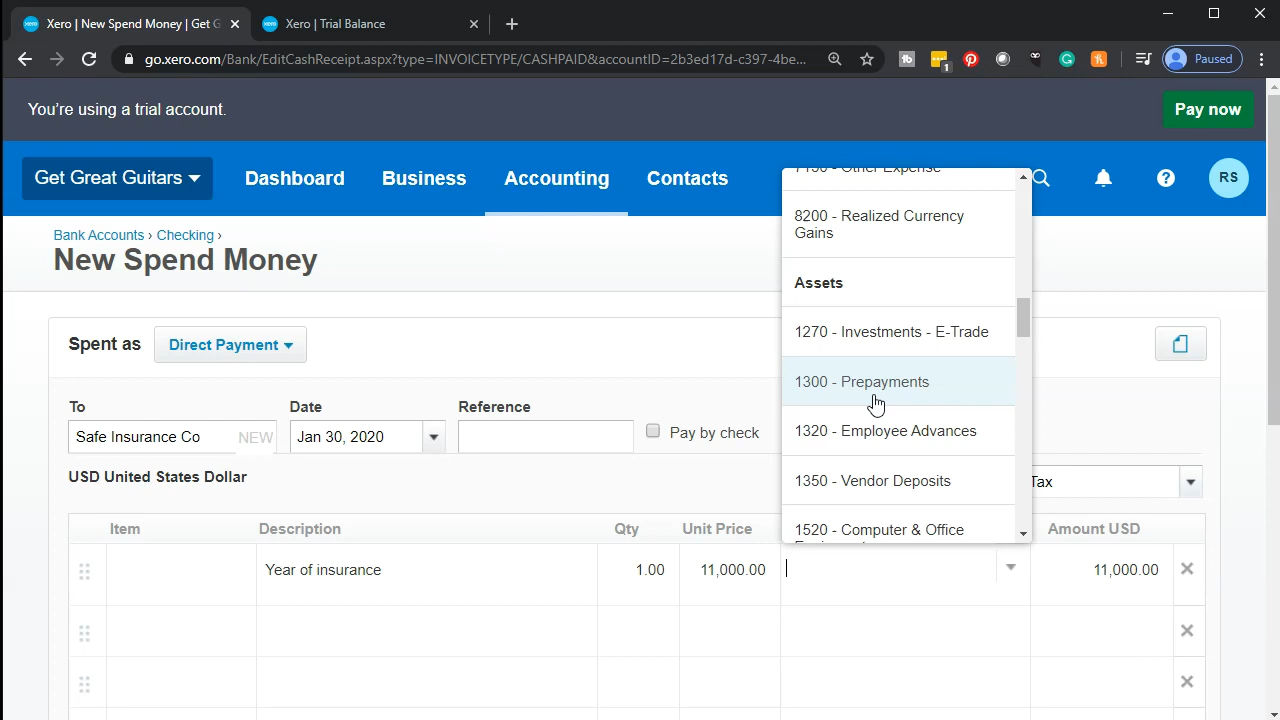 Xero | New Spend Money | Get G
Xero | Trial Balance
go.xero.com/Bank/EditCashReceipt.aspx?type=INVOICETYPE/CASHPAID&accountID=2b3ed17d-c397-4be...
1
Paused
You're using a trial account.
Pay now
Get Great Guitars
Dashboard
Business
Accounting
Contacts
RS
Bank Accounts › Checking ›
New Spend Money
Spent as
Direct Payment
To
Date
Reference
Safe Insurance Co
NEW
Jan 30, 2020
Pay by check
USD United States Dollar
Tax
8200 - Realized Currency
Gains
Assets
1270 - Investments - E-Trade
1300 - Prepayments
1320 - Employee Advances
1350 - Vendor Deposits
1520 - Computer & Office
Item
Description
Qty
Unit Price
Amount USD
Year of insurance
1.00
11,000.00
11,000.00